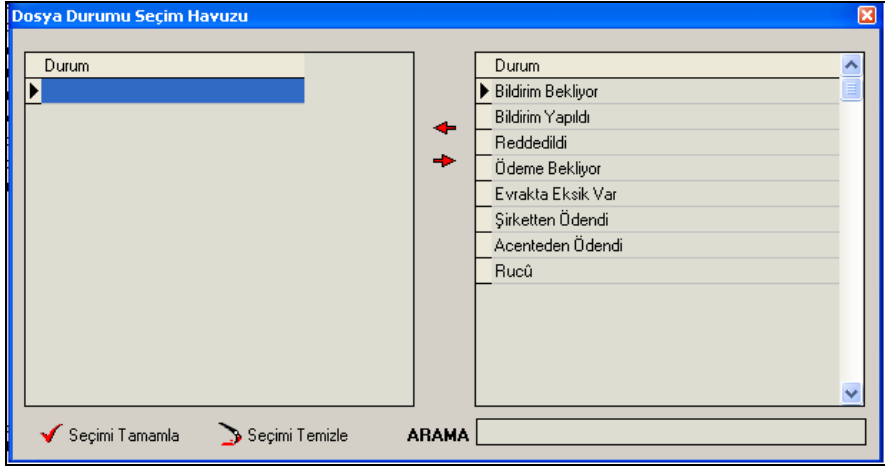 Dosya Durumu Seçim Havuzu
Durum
Durum
Bildirim Bekliyor
Bildirim Yapıldı
Reddedildi
Ödeme Bekliyor
Evrakta Eksik Var
Şirketten Ödendi
Acenteden Ödendi
Rucû
Seçimi Tamamla
Seçimi Temizle
ARAMA